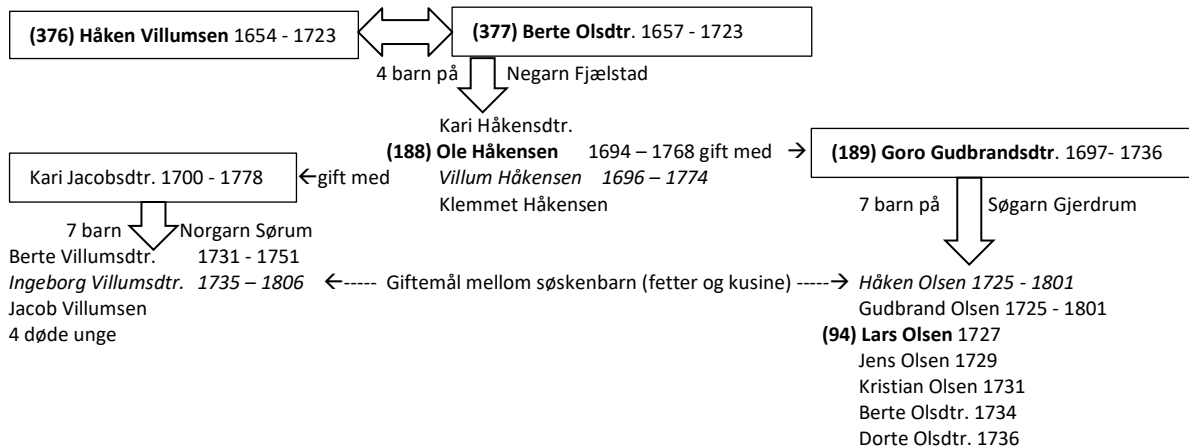 (376) Håken Villumsen 1654 - 1723
(377) Berte Olsdtr. 1657 - 1723
4 barn på Negarn Fjælstad
Kari Håkensdtr.
(188) Ole Håkensen 1694 – 1768 gift med →
(189) Goro Gudbrandsdtr. 1697- 1736
Kari Jacobsdtr. 1700 - 1778
←gift med
Villum Håkensen 1696 – 1774
Klemmet Håkensen
7 barn Norgarn Sørum
7 barn på Søgarn Gjerdrum
Berte Villumsdtr. 1731 - 1751
Ingeborg Villumsdtr. 1735 – 1806 ←----- Giftemål mellom søskenbarn (fetter og kusine) -----→ Håken Olsen 1725 - 1801
Jacob Villumsen
4 døde unge
Gudbrand Olsen 1725 - 1801
(94) Lars Olsen 1727
Jens Olsen 1729
Kristian Olsen 1731
Berte Olsdtr. 1734
Dorte Olsdtr. 1736